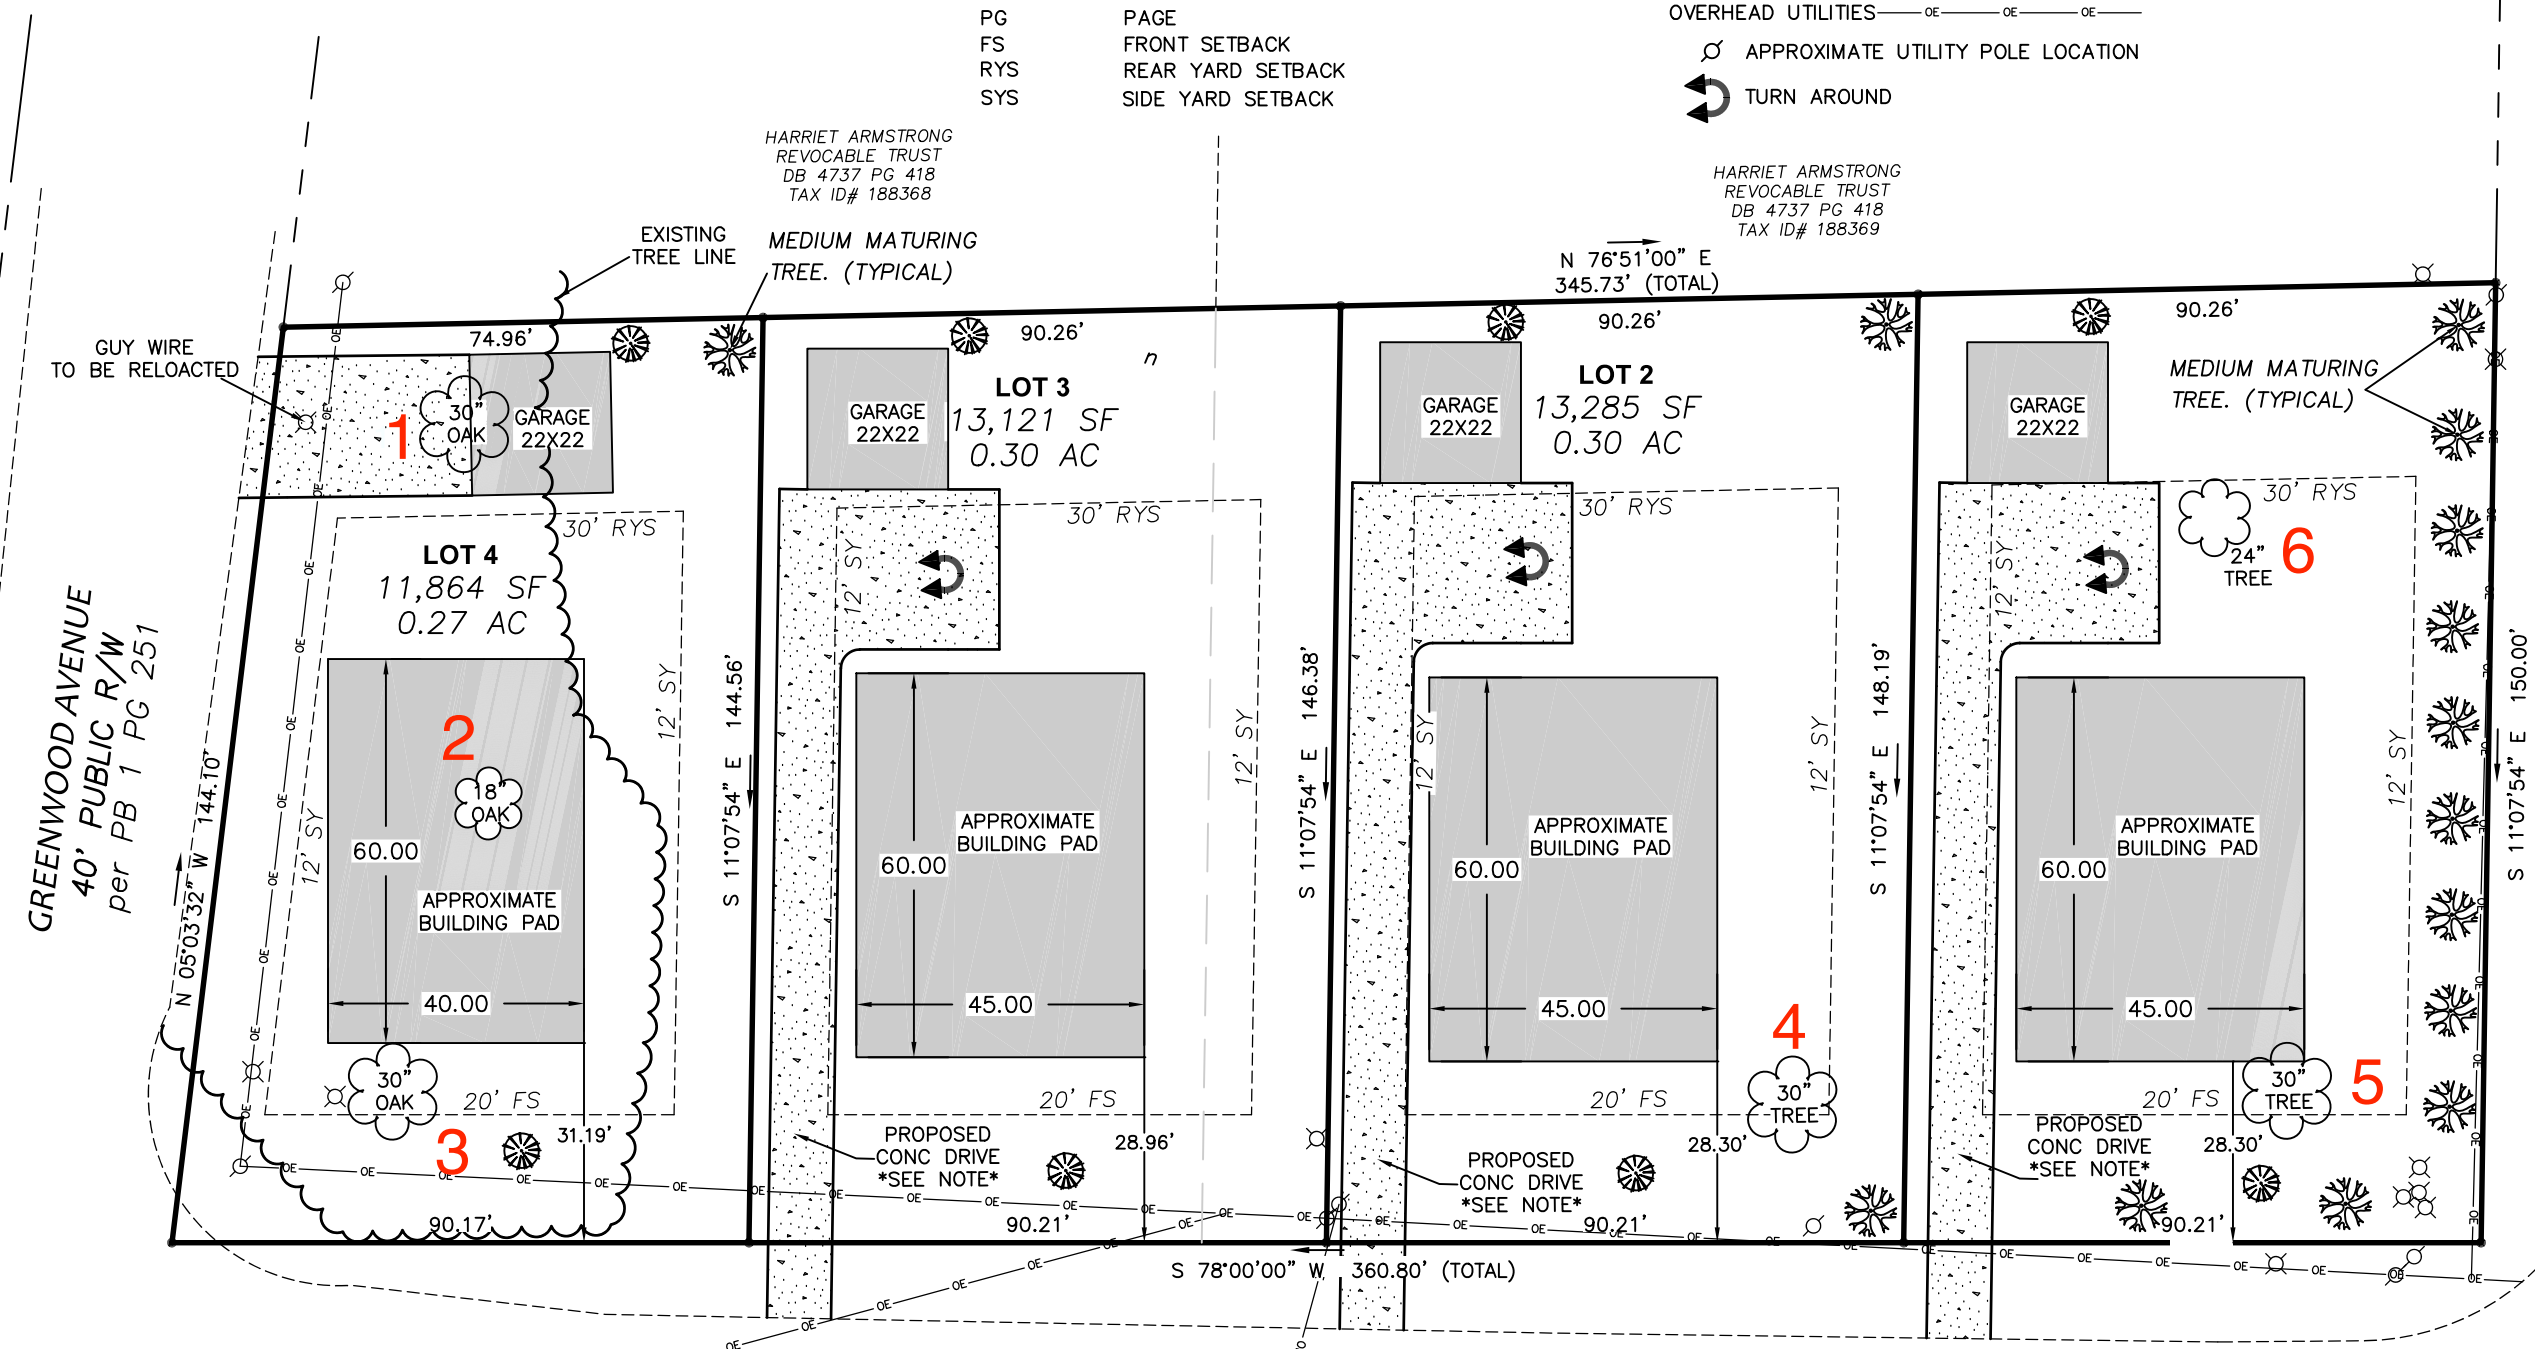 PG PAGE
FS FRONT SETBACK
RYS REAR YARD SETBACK
SYS SIDE YARD SETBACK
OVERHEAD UTILITIES OE OE OE
APPROXIMATE UTILITY POLE LOCATION
TURN AROUND
HARRIET ARMSTRONG
REVOCABLE TRUST
DB 4737 PG 418
TAX ID# 188368
HARRIET ARMSTRONG
REVOCABLE TRUST
DB 4737 PG 418
TAX ID# 188369
EXISTING
TREE LINE
MEDIUM MATURING
TREE. (TYPICAL)
N 76°51'00" E
345.73' (TOTAL)
GUY WIRE
TO BE RELOACTED
74.96'
90.26'
90.26'
90.26'
MEDIUM MATURING
TREE. (TYPICAL)
1
30"
OAK
GARAGE
22X22
LOT 4
11,864 SF
0.27 AC
30' RYS
12' SY
12' SY
2
18"
OAK
60.00
APPROXIMATE
BUILDING PAD
40.00
30"
OAK
3
20' FS
31.19'
90.17'
GREENWOOD AVENUE
40' PUBLIC R/W
per PB 1 PG 251
N 05°03'32" W 144.10'
S 11°07'54" E 144.56'
GARAGE
22X22
LOT 3
13,121 SF
0.30 AC
n
30' RYS
12' SY
12' SY
60.00
APPROXIMATE
BUILDING PAD
45.00
20' FS
28.96'
PROPOSED
CONC DRIVE
*SEE NOTE*
90.21'
S 11°07'54" E 146.38'
GARAGE
22X22
LOT 2
13,285 SF
0.30 AC
30' RYS
12' SY
12' SY
60.00
APPROXIMATE
BUILDING PAD
45.00
4
30"
TREE
20' FS
28.30'
PROPOSED
CONC DRIVE
*SEE NOTE*
90.21'
S 11°07'54" E 148.19'
GARAGE
22X22
30' RYS
24"
TREE
6
12' SY
12' SY
60.00
APPROXIMATE
BUILDING PAD
45.00
30"
TREE
5
20' FS
28.30'
PROPOSED
CONC DRIVE
*SEE NOTE*
90.21'
S 11°07'54" E 150.00'
S 78°00'00" W 360.80' (TOTAL)